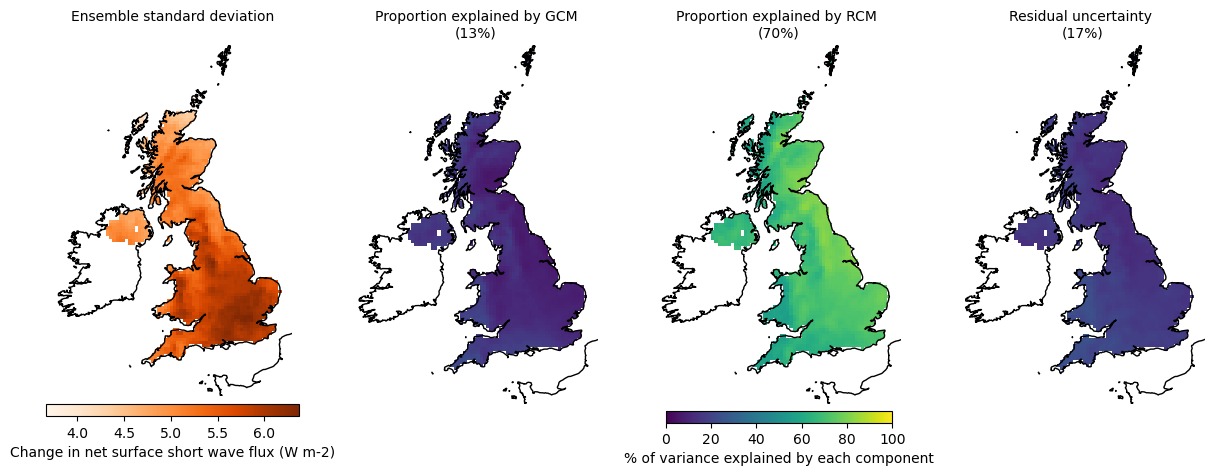 Ensemble standard deviation
Proportion explained by GCM
(13%)
Proportion explained by RCM
(70%)
Residual uncertainty
(17%)
4.0 4.5 5.0 5.5 6.0
Change in net surface short wave flux (W m-2)
0 20 40 60 80 100
% of variance explained by each component